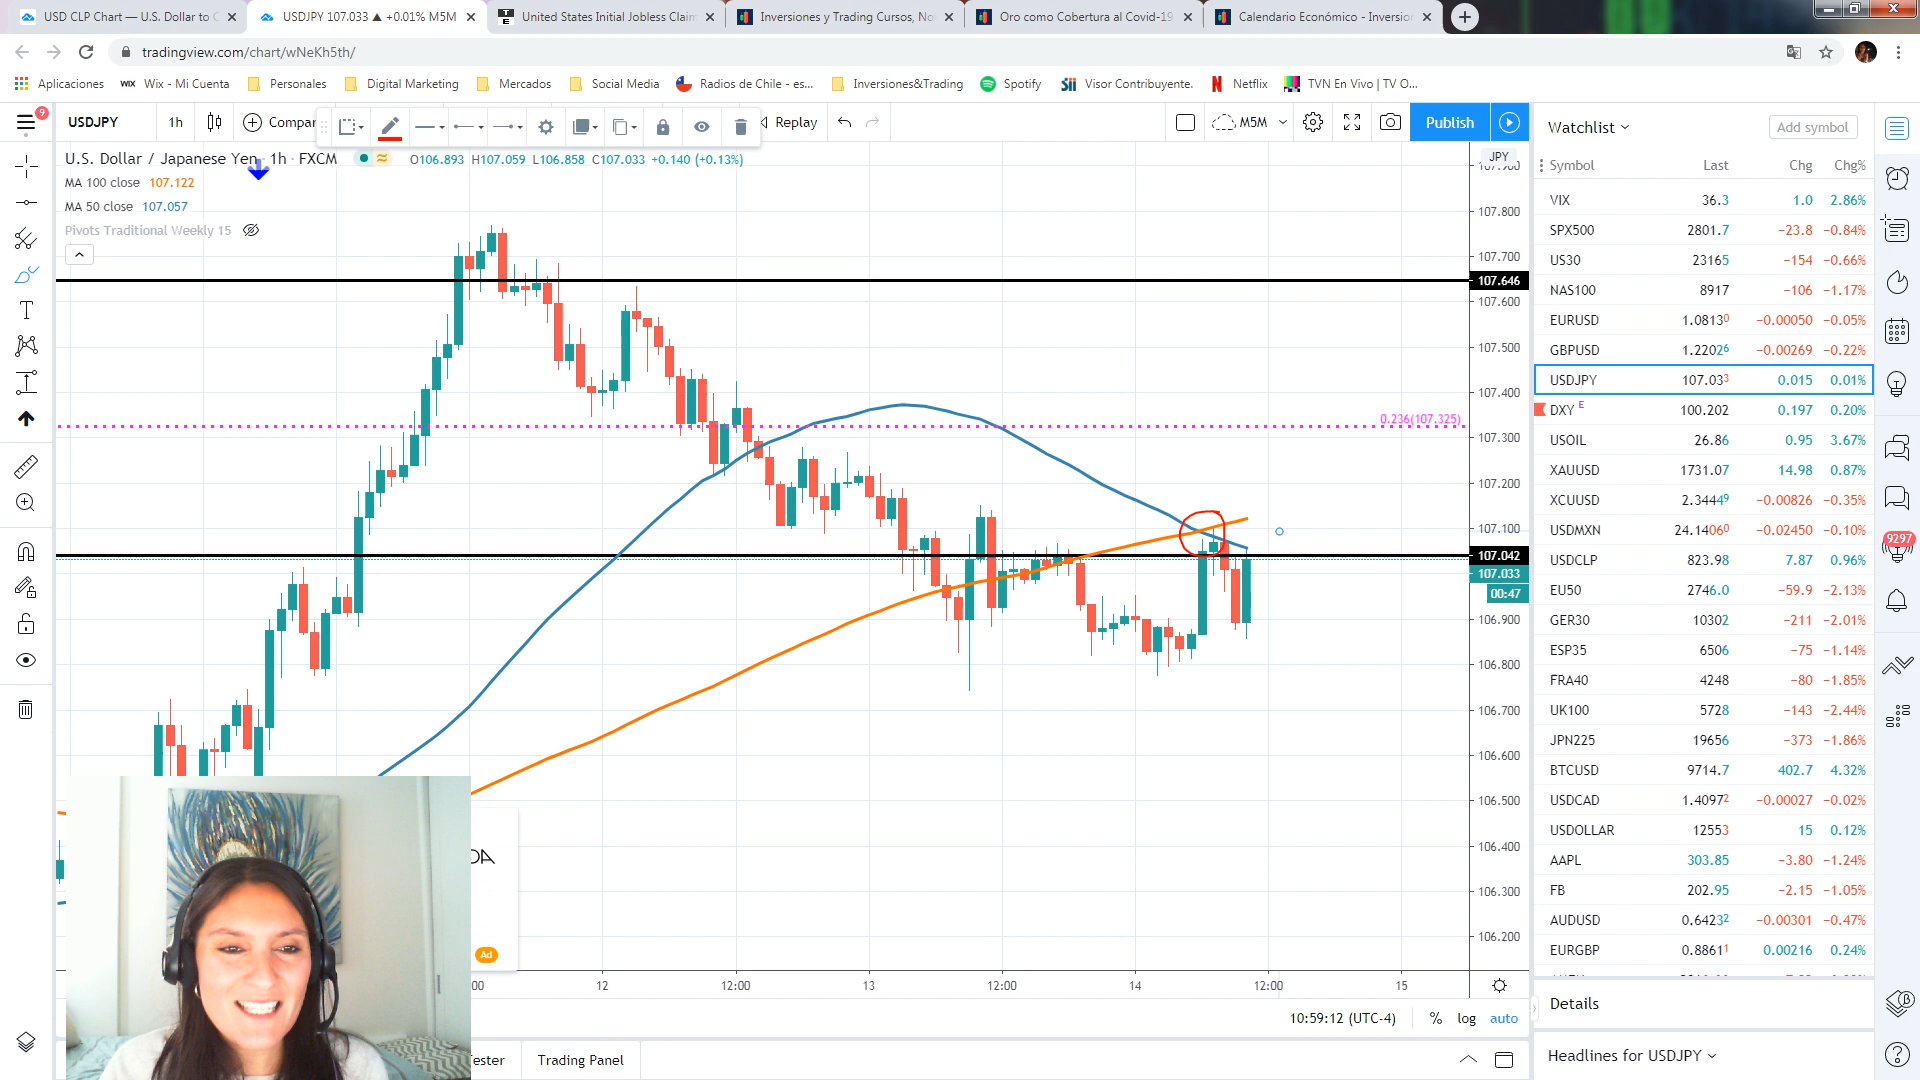 USD CLP Chart — U.S. Dollar to C
USDJPY 107.033 ▲ +0.01% M5M
United States Initial Jobless Clain
Inversiones y Trading Cursos, No
Oro como Cobertura al Covid-19
Calendario Económico - Inversio
tradingview.com/chart/wNeKh5th/
Aplicaciones
WiX Wix - Mi Cuenta
Personales
Digital Marketing
Mercados
Social Media
Radios de Chile - es...
Inversiones&Trading
Spotify
Sii Visor Contribuyente.
N Netflix
TVN En Vivo | TV O...
9
USDJPY
1h
Compar
Replay
M5M
Publish
Watchlist
Add symbol
U.S. Dollar / Japanese Yen · 1h · FXCM
O106.893 H107.059 L106.858 C107.033 +0.140 (+0.13%)
MA 100 close 107.122
MA 50 close 107.057
Pivots Traditional Weekly 15
JPY
107.900
107.800
107.700
107.646
107.600
107.500
107.400
0.236(107.325)
107.300
107.200
107.100
107.042
107.033
00:47
106.900
106.800
106.700
106.600
106.500
106.400
106.300
106.200
Symbol Last Chg Chg%
VIX 36.3 1.0 2.86%
SPX500 2801.7 −23.8 −0.84%
US30 23165 −154 −0.66%
NAS100 8917 −106 −1.17%
EURUSD 1.08130 −0.00050 −0.05%
GBPUSD 1.22026 −0.00269 −0.22%
USDJPY 107.033 0.015 0.01%
DXY E 100.202 0.197 0.20%
USOIL 26.86 0.95 3.67%
XAUUSD 1731.07 14.98 0.87%
XCUUSD 2.34449 −0.00826 −0.35%
USDMXN 24.14060 −0.02450 −0.10%
USDCLP 823.98 7.87 0.96%
EU50 2746.0 −59.9 −2.13%
GER30 10302 −211 −2.01%
ESP35 6506 −75 −1.14%
FRA40 4248 −80 −1.85%
UK100 5728 −143 −2.44%
JPN225 19656 −373 −1.86%
BTCUSD 9714.7 402.7 4.32%
USDCAD 1.40972 −0.00027 −0.02%
USDOLLAR 12553 15 0.12%
AAPL 303.85 −3.80 −1.24%
FB 202.95 −2.15 −1.05%
AUDUSD 0.64232 −0.00301 −0.47%
EURGBP 0.88611 0.00216 0.24%
9297
DA
Ad
:00
12
12:00
13
12:00
14
12:00
15
10:59:12 (UTC-4)
%
log
auto
ester
Trading Panel
Details
Headlines for USDJPY